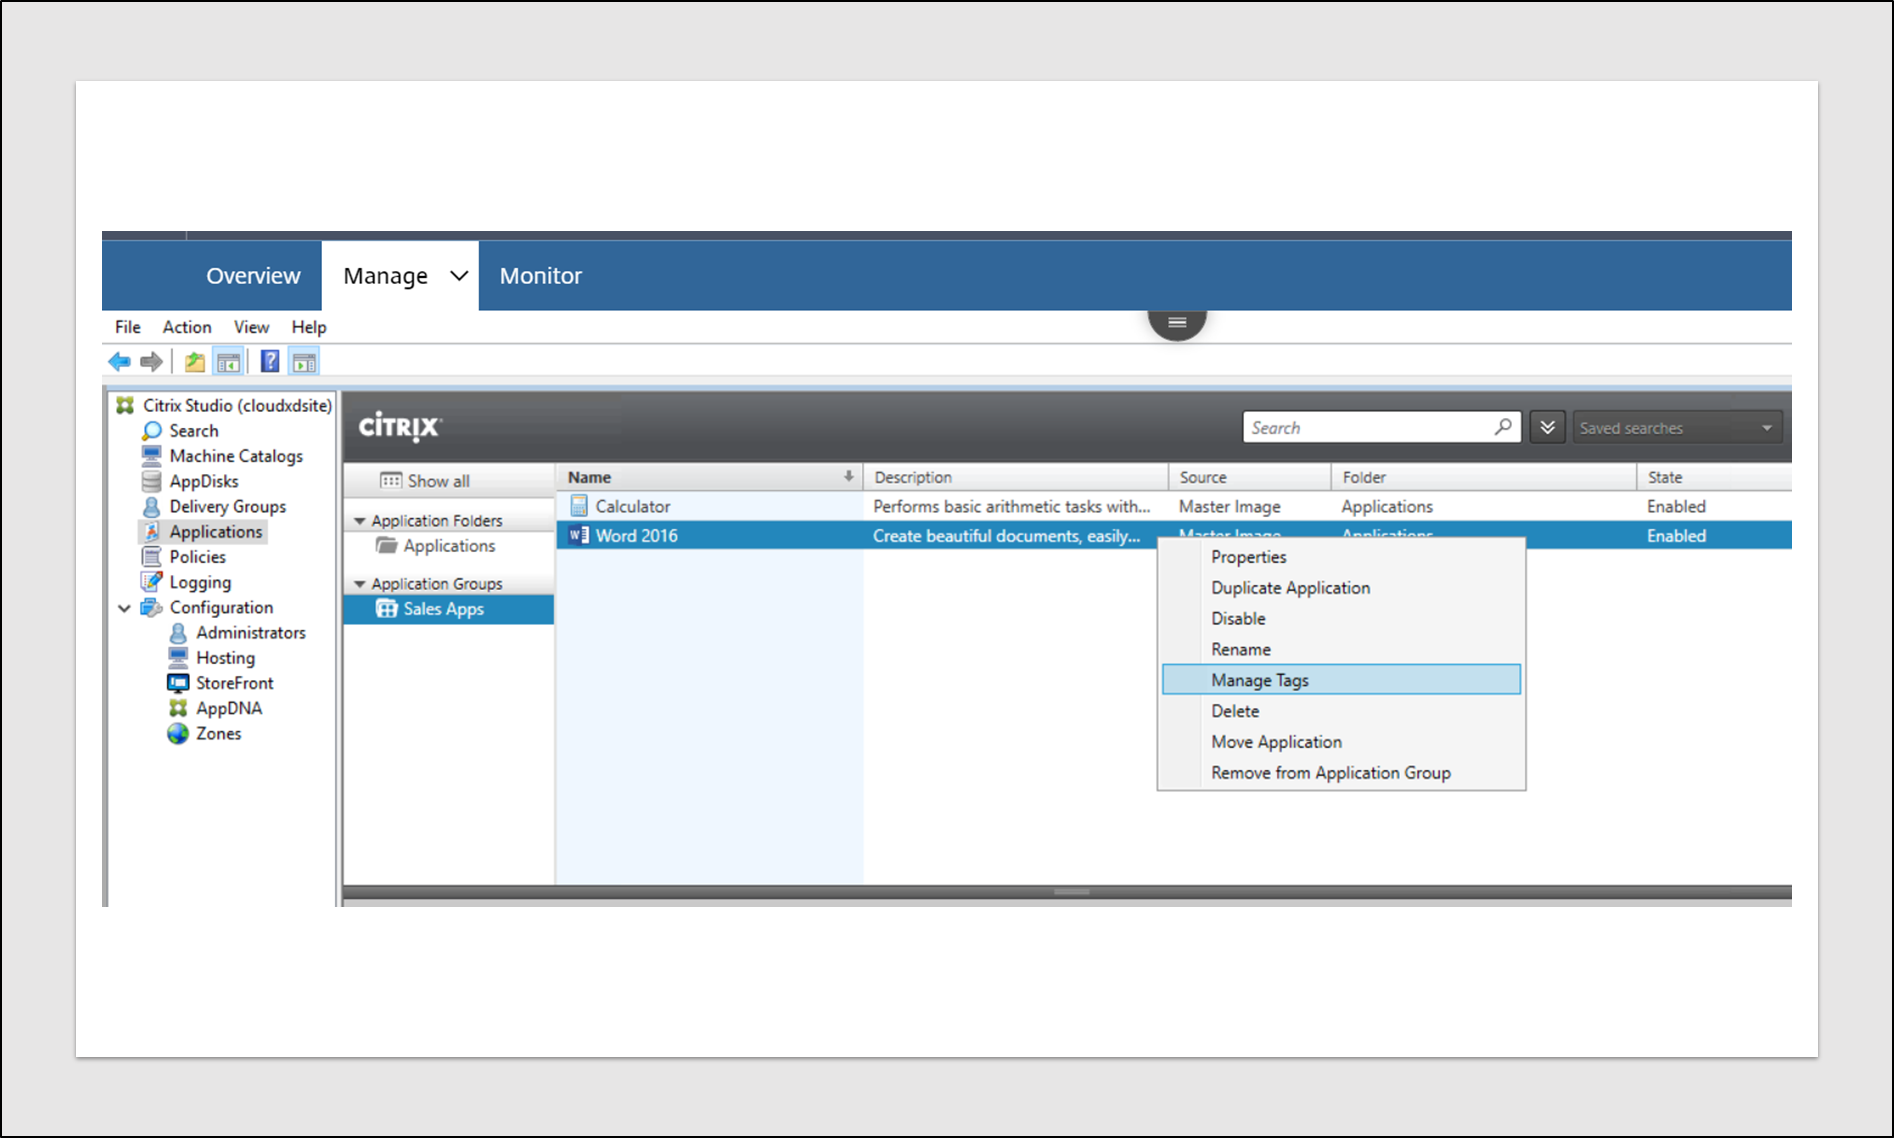 Overview Manage Monitor
File Action View Help
Citrix Studio (cloudxdsite)
Search
Machine Catalogs
AppDisks
Delivery Groups
Applications
Policies
Logging
Configuration
Administrators
Hosting
StoreFront
AppDNA
Zones
CITRIX
Search
Saved searches
Show all
Application Folders
Applications
Application Groups
Sales Apps
Name Description Source Folder State
Calculator Performs basic arithmetic tasks with... Master Image Applications Enabled
Word 2016 Create beautiful documents, easily... Master Image Applications Enabled
Properties
Duplicate Application
Disable
Rename
Manage Tags
Delete
Move Application
Remove from Application Group